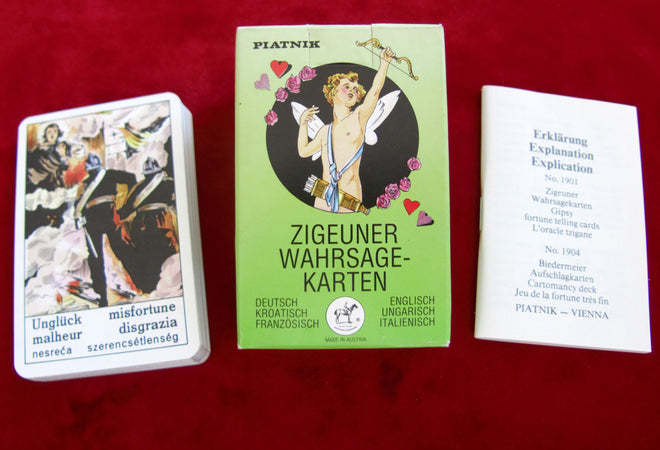 Unglück misfortune
malheur disgrazia
nesreća szerencsétlenség
PIATNIK
ZIGEUNER
WAHRSAGE-
KARTEN
DEUTSCH ENGLISCH
KROATISCH UNGARISCH
FRANZÖSISCH ITALIENISCH
MADE IN AUSTRIA
Erklärung
Explanation
Explication
No. 1901
Zigeuner
Wahrsagekarten
Gipsy
fortune telling cards
L'oracle tzigane
No. 1904
Biedermeier
Aufschlagkarten
Cartomancy deck
Jeu de la fortune trés fin
PIATNIK — VIENNA